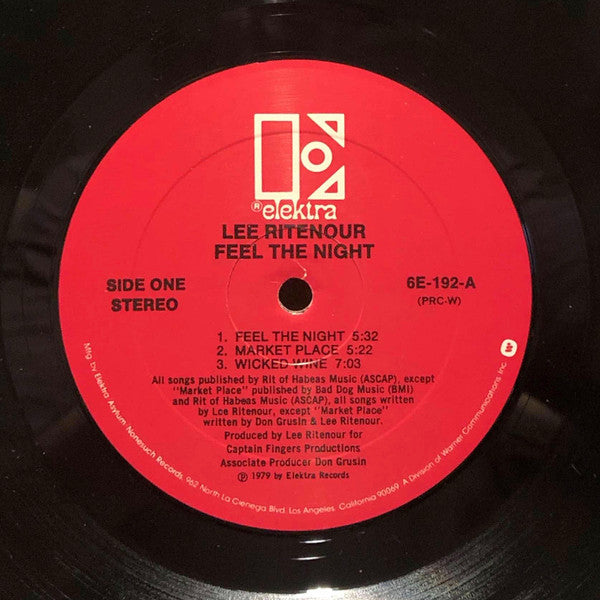 ® elektra
LEE RITENOUR
FEEL THE NIGHT
SIDE ONE
STEREO
6E-192-A
(PRC-W)
1. FEEL THE NIGHT 5:32
2. MARKET PLACE 5:22
3. WICKED WINE 7:03
All songs published by Rit of Habeas Music (ASCAP), except
"Market Place" published by Bad Dog Music (BMI)
and Rit of Habeas Music (ASCAP), all songs written
by Lee Ritenour, except "Market Place"
written by Don Grusin & Lee Ritenour.
Produced by Lee Ritenour for
Captain Fingers Productions
Associate Producer Don Grusin
℗ 1979 by Elektra Records
Mfg by Elektra Asylum Nonesuch Records, 962 North La Cienega Blvd. Los Angeles, California 90069. A Division of Warner Communications Inc